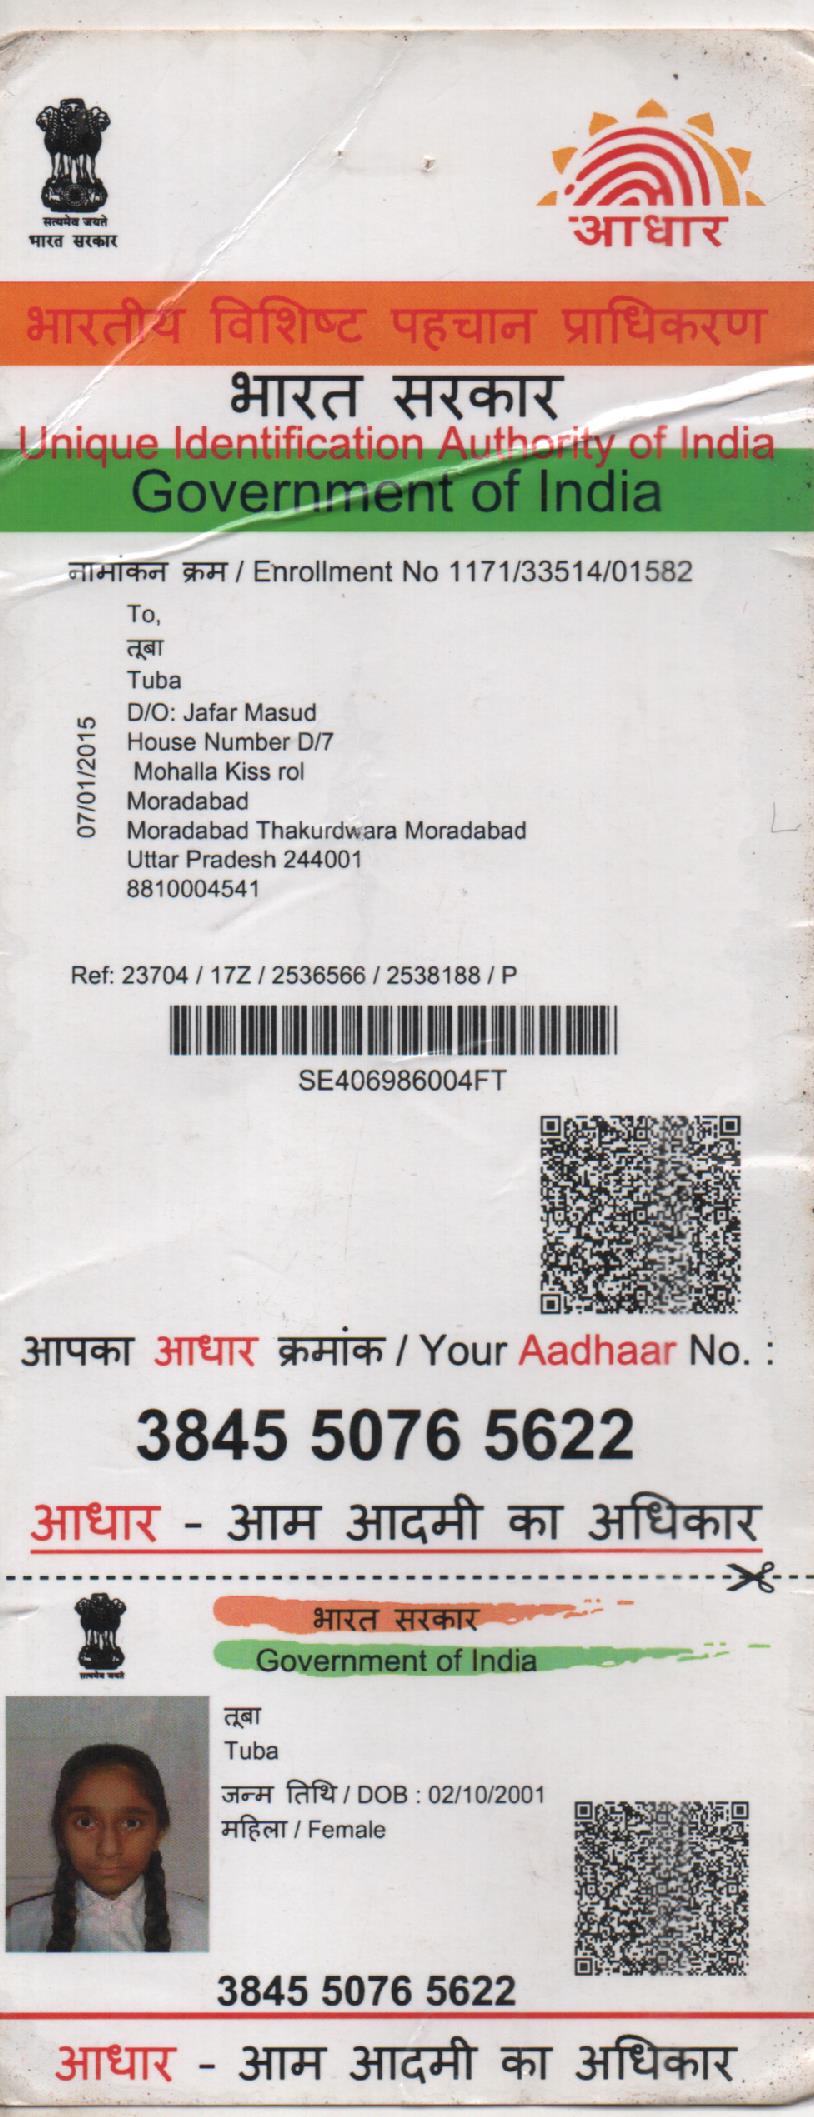 सत्यमेव जयते
भारत सरकार
आधार
भारतीय विशिष्ट पहचान प्राधिकरण
भारत सरकार
Unique Identification Authority of India
Government of India
नामांकन क्रम / Enrollment No 1171/33514/01582
To,
तूबा
Tuba
D/O: Jafar Masud
House Number D/7
Mohalla Kiss rol
Moradabad
Moradabad Thakurdwara Moradabad
Uttar Pradesh 244001
8810004541
07/01/2015
Ref: 23704 / 17Z / 2536566 / 2538188 / P
SE406986004FT
आपका आधार क्रमांक / Your Aadhaar No. :
3845 5076 5622
आधार - आम आदमी का अधिकार
सत्यमेव जयते
भारत सरकार
Government of India
तूबा
Tuba
जन्म तिथि / DOB : 02/10/2001
महिला / Female
3845 5076 5622
आधार - आम आदमी का अधिकार